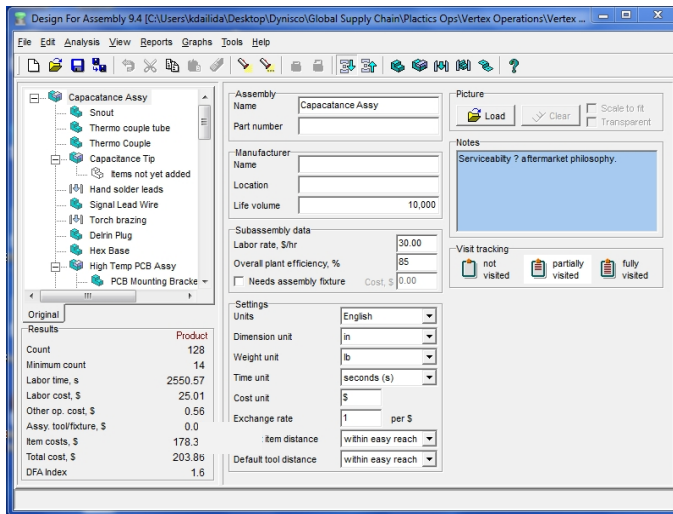 Design For Assembly 9.4 [C:\Users\kdailida\Desktop\Dynisco\Global Supply Chain\Plactics Ops\Vertex Operations\Vertex ...
File Edit Analysis View Reports Graphs Tools Help
Capacatance Assy
Snout
Thermo couple tube
Thermo Couple
Capacitance Tip
Items not yet added
Hand solder leads
Signal Lead Wire
Torch brazing
Delrin Plug
Hex Base
High Temp PCB Assy
PCB Mounting Bracke
Original
Results
Product
Count 128
Minimum count 14
Labor time, s 2550.57
Labor cost, $ 25.01
Other op. cost, $ 0.56
Assy. tool/fixture, $ 0.0
Item costs, $ 178.3
Total cost, $ 203.86
DFA Index 1.6
Assembly
Name Capacatance Assy
Part number
Manufacturer
Name
Location
Life volume 10,000
Subassembly data
Labor rate, $/hr 30.00
Overall plant efficiency, % 85
Needs assembly fixture Cost, $ 0.00
Settings
Units English
Dimension unit in
Weight unit lb
Time unit seconds (s)
Cost unit $
Exchange rate 1 per $
item distance within easy reach
Default tool distance within easy reach
Picture
Load Clear Scale to fit
Transparent
Notes
Serviceabilty ? aftermarket philosophy.
Visit tracking
not visited partially visited fully visited